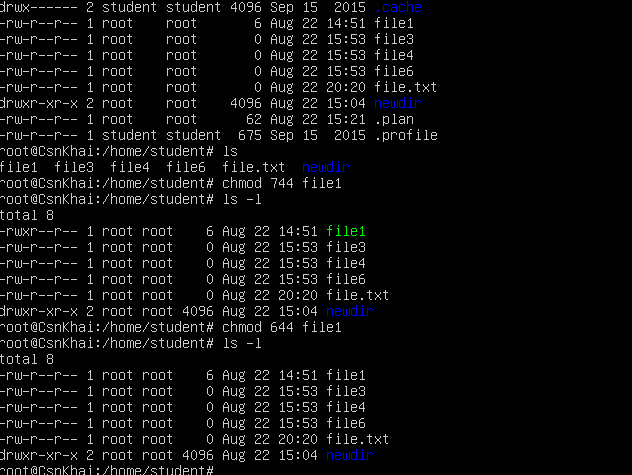 drwx------ 2 student student 4096 Sep 15  2015 .cache
-rw-r--r-- 1 root    root       6 Aug 22 14:51 file1
-rw-r--r-- 1 root    root       0 Aug 22 15:53 file3
-rw-r--r-- 1 root    root       0 Aug 22 15:53 file4
-rw-r--r-- 1 root    root       0 Aug 22 15:53 file6
-rw-r--r-- 1 root    root       0 Aug 22 20:20 file.txt
drwxr-xr-x 2 root    root    4096 Aug 22 15:04 newdir
-rw-r--r-- 1 root    root      62 Aug 22 15:21 .plan
-rw-r--r-- 1 student student  675 Sep 15  2015 .profile
root@CsnKhai:/home/student# ls
file1  file3  file4  file6  file.txt  newdir
root@CsnKhai:/home/student# chmod 744 file1
root@CsnKhai:/home/student# ls -l
total 8
-rwxr--r-- 1 root root    6 Aug 22 14:51 file1
-rw-r--r-- 1 root root    0 Aug 22 15:53 file3
-rw-r--r-- 1 root root    0 Aug 22 15:53 file4
-rw-r--r-- 1 root root    0 Aug 22 15:53 file6
-rw-r--r-- 1 root root    0 Aug 22 20:20 file.txt
drwxr-xr-x 2 root root 4096 Aug 22 15:04 newdir
root@CsnKhai:/home/student# chmod 644 file1
root@CsnKhai:/home/student# ls -l
total 8
-rw-r--r-- 1 root root    6 Aug 22 14:51 file1
-rw-r--r-- 1 root root    0 Aug 22 15:53 file3
-rw-r--r-- 1 root root    0 Aug 22 15:53 file4
-rw-r--r-- 1 root root    0 Aug 22 15:53 file6
-rw-r--r-- 1 root root    0 Aug 22 20:20 file.txt
drwxr-xr-x 2 root root 4096 Aug 22 15:04 newdir
root@CsnKhai:/home/student#